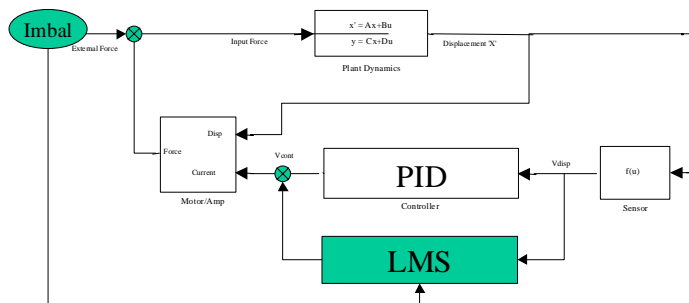 Imbal
External Force
Input Force
x' = Ax+Bu
y = Cx+Du
Plant Dynamics
Displacement 'X'
Disp
Force
Current
Motor/Amp
Vcont
PID
Controller
Vdisp
f(u)
Sensor
LMS